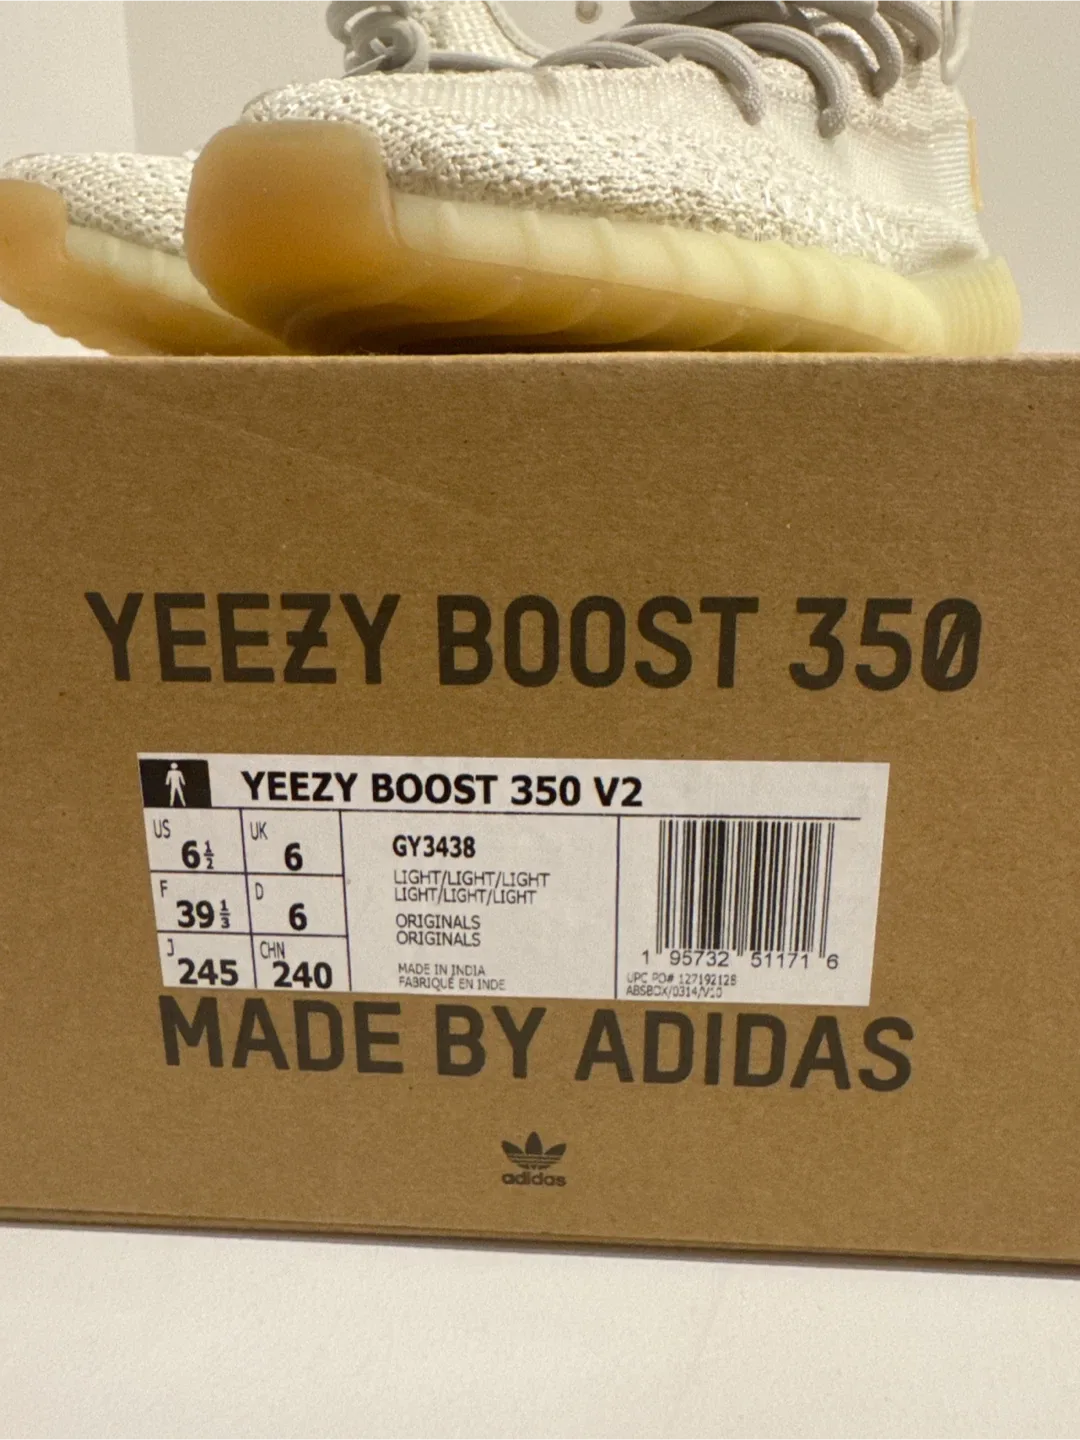 YEEZY BOOST 350
YEEZY BOOST 350 V2
US 6½ UK 6
F 39⅓ D 6
J 245 CHN 240
GY3438
LIGHT/LIGHT/LIGHT
LIGHT/LIGHT/LIGHT
ORIGINALS
ORIGINALS
MADE IN INDIA
FABRIQUÉ EN INDE
1 95732 51171 6
UPC PO# 127192128
ABSBOX/0314/V10
MADE BY ADIDAS
adidas